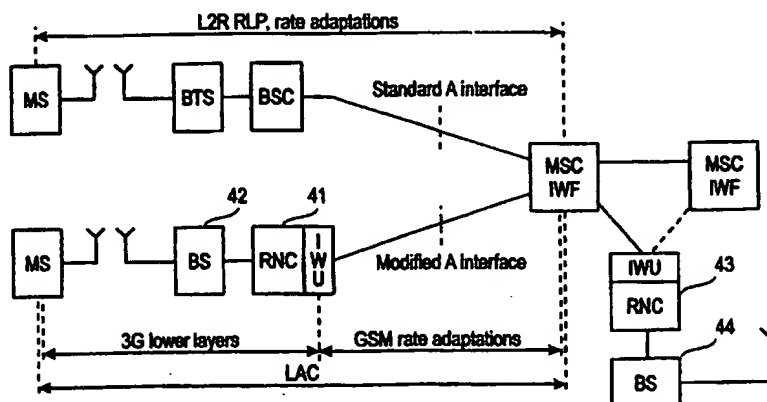 L2R RLP, rate adaptations
MS
BTS
BSC
Standard A interface
MSC
IWF
MSC
IWF
42
41
MS
BS
RNC
I
W
U
Modified A interface
IWU
RNC
43
3G lower layers
GSM rate adaptations
LAC
44
BS